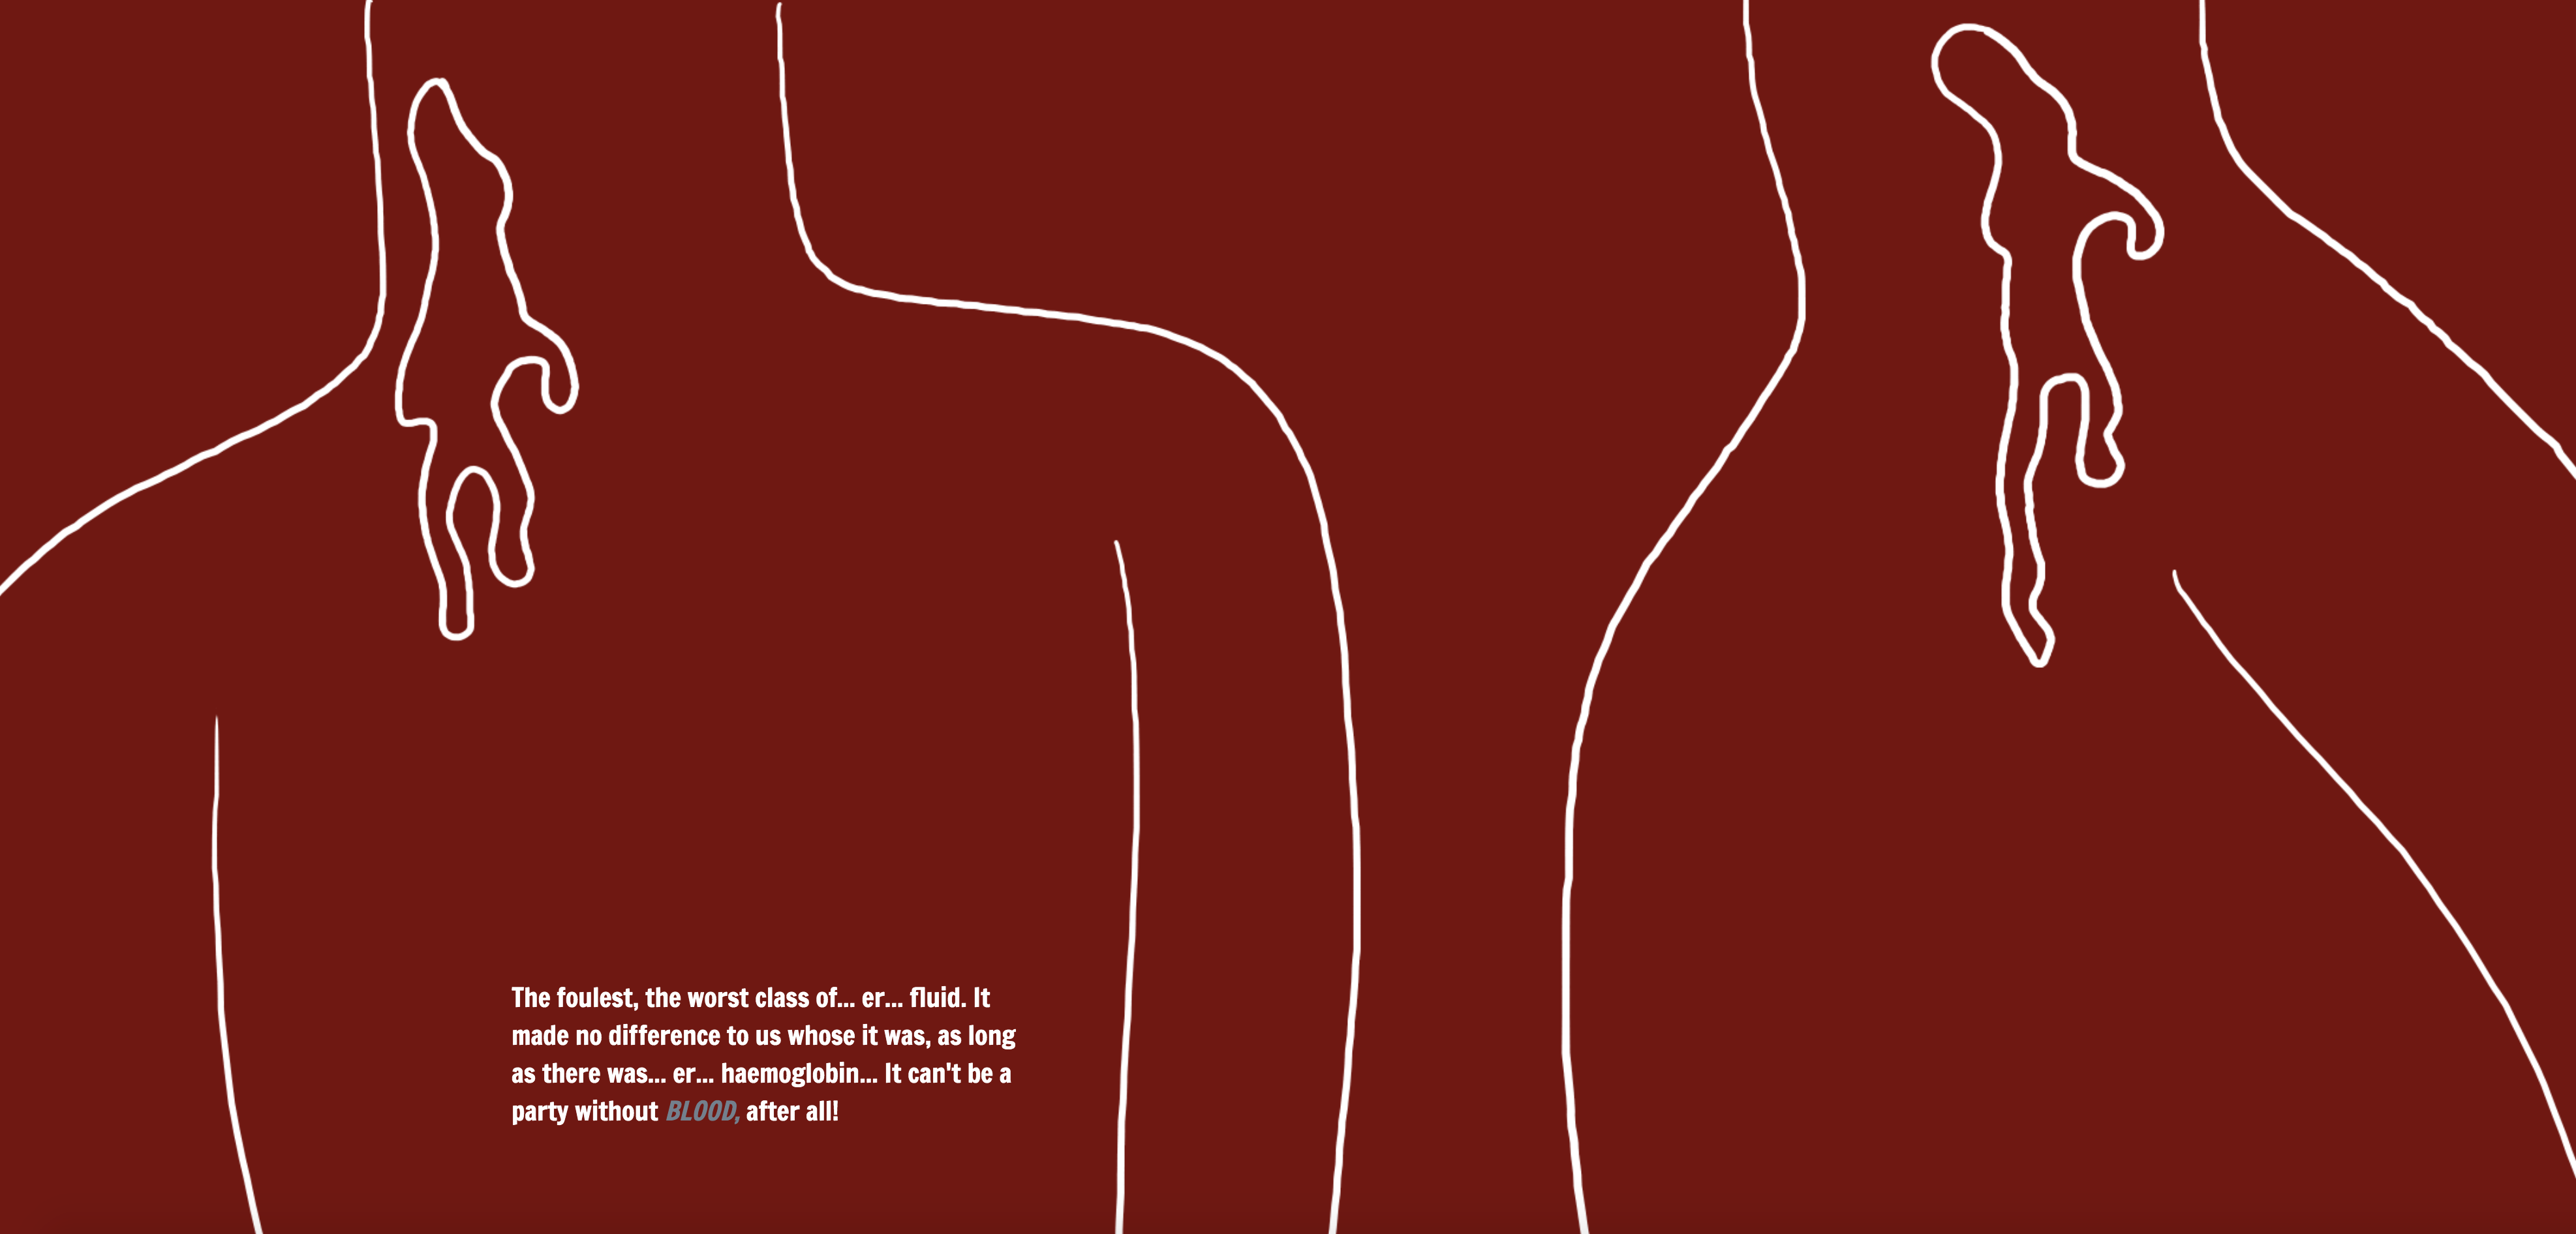 The foulest, the worst class of... er... fluid. It
made no difference to us whose it was, as long
as there was... er... haemoglobin... It can't be a
party without BLOOD, after all!